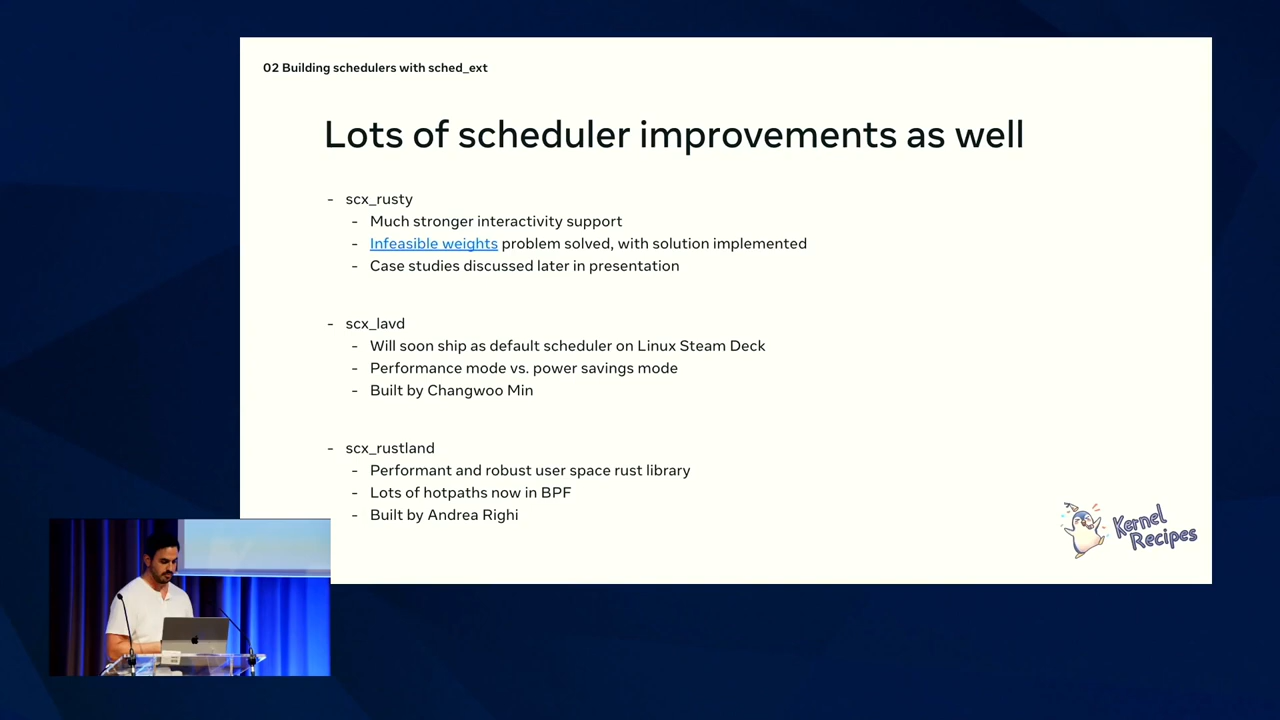 02 Building schedulers with sched_ext
Lots of scheduler improvements as well
- scx_rusty
- Much stronger interactivity support
- Infeasible weights problem solved, with solution implemented
- Case studies discussed later in presentation
- scx_lavd
- Will soon ship as default scheduler on Linux Steam Deck
- Performance mode vs. power savings mode
- Built by Changwoo Min
- scx_rustland
- Performant and robust user space rust library
- Lots of hotpaths now in BPF
- Built by Andrea Righi
Kernel
Recipes